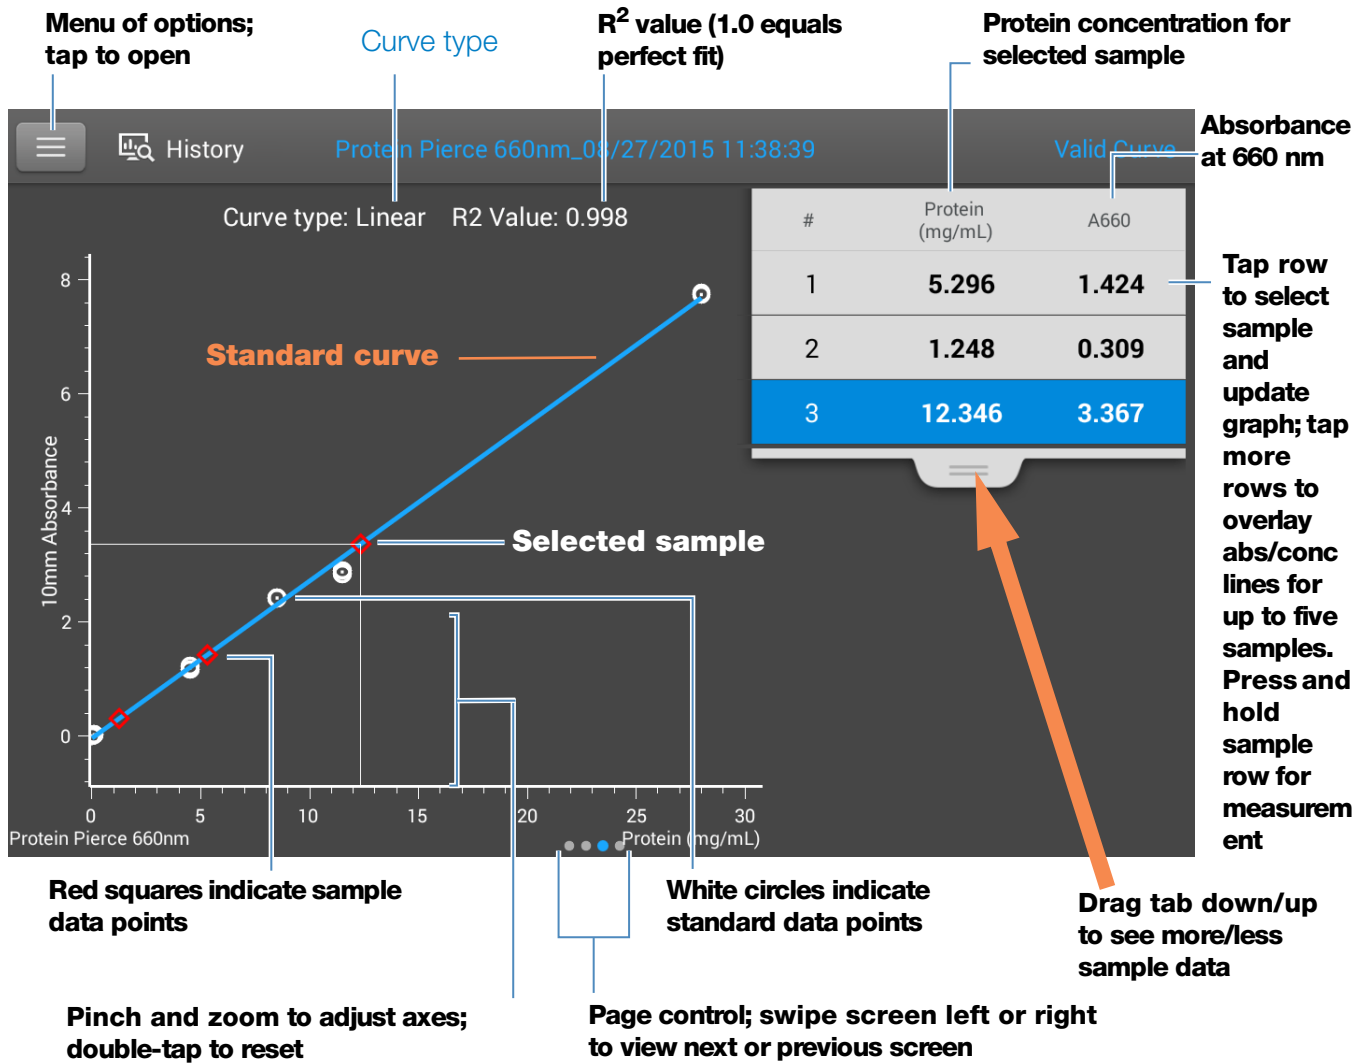 Menu of options;
tap to open
Curve type
R2 value (1.0 equals
perfect fit)
Protein concentration for
selected sample
Absorbance
at 660 nm
History
Protein Pierce 660nm_08/27/2015 11:38:39
Valid Curve
Curve type: Linear R2 Value: 0.998
# Protein (mg/mL) A660
1 5.296 1.424
2 1.248 0.309
3 12.346 3.367
Tap row
to select
sample
and
update
graph; tap
more
rows to
overlay
abs/conc
lines for
up to five
samples.
Press and
hold
sample
row for
measurem
ent
Standard curve
Selected sample
10mm Absorbance
8
6
4
2
0
0 5 10 15 20 25 30
Protein Pierce 660nm
Protein (mg/mL)
Red squares indicate sample
data points
White circles indicate
standard data points
Drag tab down/up
to see more/less
sample data
Pinch and zoom to adjust axes;
double-tap to reset
Page control; swipe screen left or right
to view next or previous screen